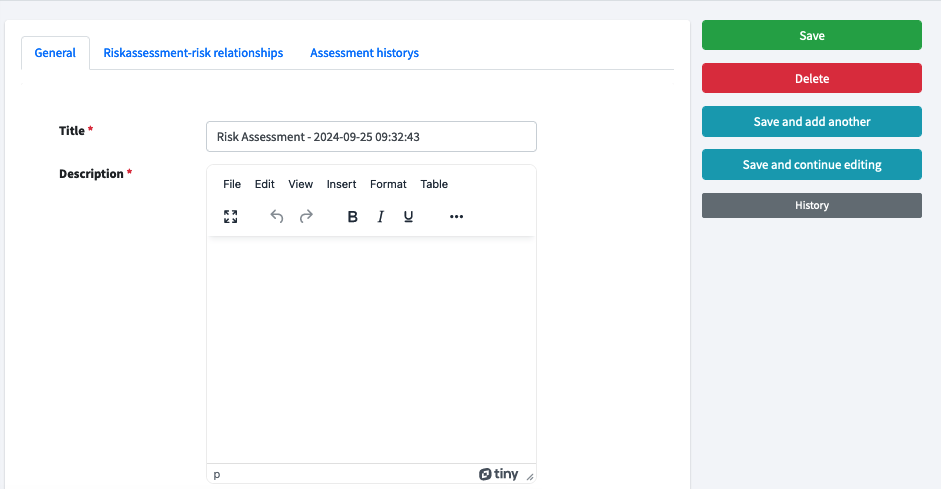 General Riskassessment-risk relationships Assessment historys
Title *
Risk Assessment - 2024-09-25 09:32:43
Description *
File Edit View Insert Format Table
B I U
p
tiny
Save
Delete
Save and add another
Save and continue editing
History